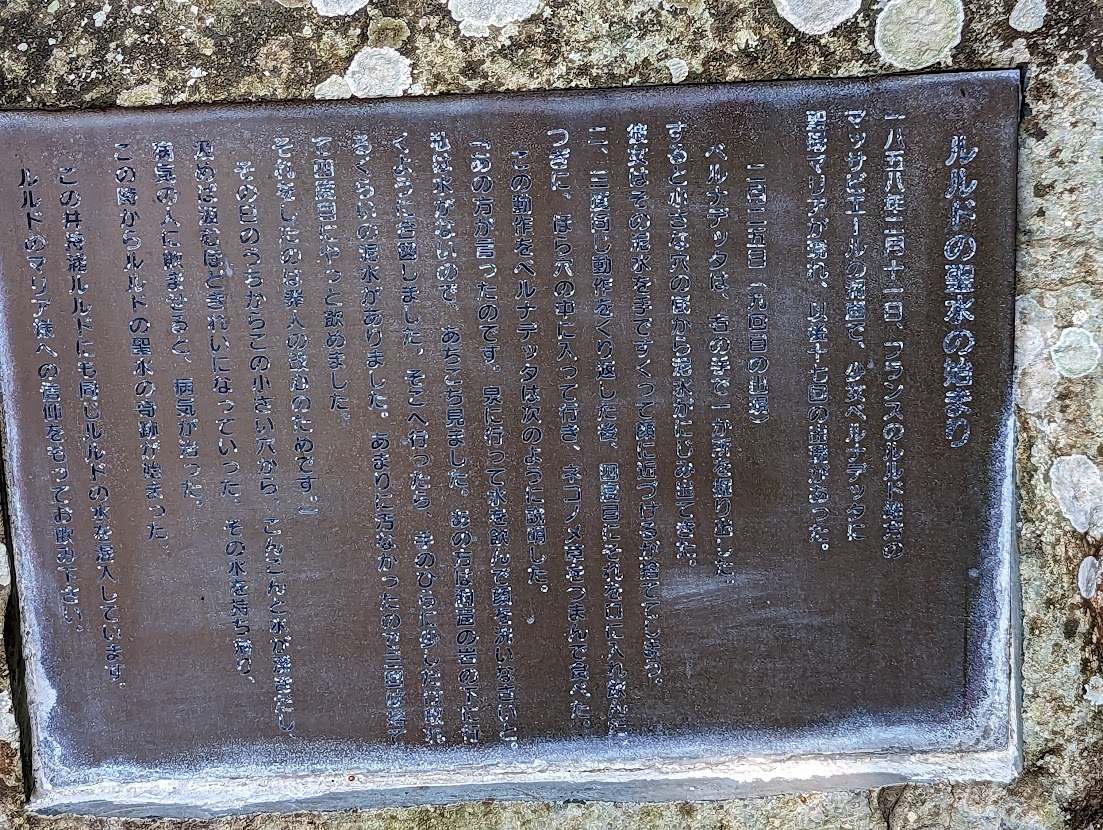 ルルドの聖水の始まり
一八五八年二月十一日、フランスのルルド地方の
マッサビエールの洞窟で、少女ベルナデッタに
聖母マリアが現れ、以後十七回の出現があった。
二月二五日(九回目の出現)
ベルナデッタは、右の手で一か所を掘り出した。
すると小さな穴の底から泥水がにじみ出てきた。
彼女はその泥水を手ですくって顔に近づけるが捨ててしまう。
二、三度同じ動作をくり返した後、四度目にそれを口に入れ飲んだ。
つぎに、ほら穴の中に入って行き、ネコノメ草をつまんで食べた。
この動作をベルナデッタは次のように説明した。
「あの方が言ったのです。泉に行って水を飲んで顔を洗いなさいと。
私は水がないので、あちこち見ました。あの方は洞窟の岩の下に行
くように合図しました。そこへ行ったら、手のひらに少しだけ取れ
るくらいの泥水がありました。あまりに汚なかったので三回は捨て
て四回目にやっと飲めました。
それをしたのは罪人の改心のためです。」
その日のうちからこの小さい穴から、こんこんと水が湧きだし、
汲めば汲むほどきれいになっていった。その水を持ち帰り、
病気の人に飲ませると、病気が治った。
この時からルルドの聖水の奇跡が始まった。
この井持浦ルルドにも同じルルドの水を混入しています。
ルルドのマリア様への信仰をもってお飲み下さい。